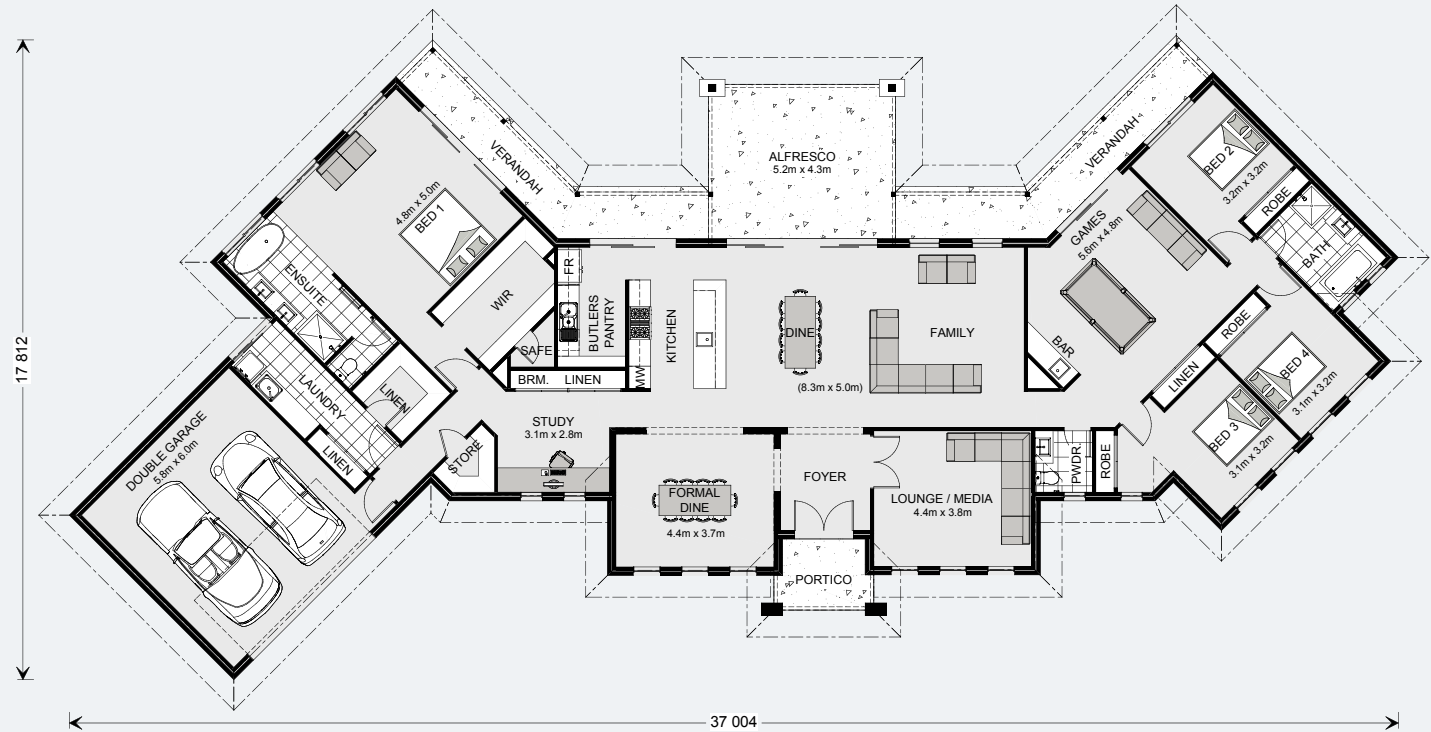 VERANDAH
ALFRESCO
5.2m x 4.3m
VERANDAH
BED 2
3.2m x 3.2m
ROBE
BATH
4.8m x 5.0m
BED 1
ENSUITE
WIR
FR
BUTLERS
PANTRY
SAFE
KITCHEN
MW
DINE
FAMILY
(8.3m x 5.0m)
GAMES
5.6m x 4.8m
BAR
ROBE
LINEN
BED 4
3.1m x 3.2m
BED 3
3.1m x 3.2m
BRM. LINEN
LAUNDRY
LINEN
LINEN
DOUBLE GARAGE
5.8m x 6.0m
STORE
STUDY
3.1m x 2.8m
FORMAL
DINE
4.4m x 3.7m
FOYER
LOUNGE / MEDIA
4.4m x 3.8m
PWDR.
ROBE
PORTICO
17 812
37 004